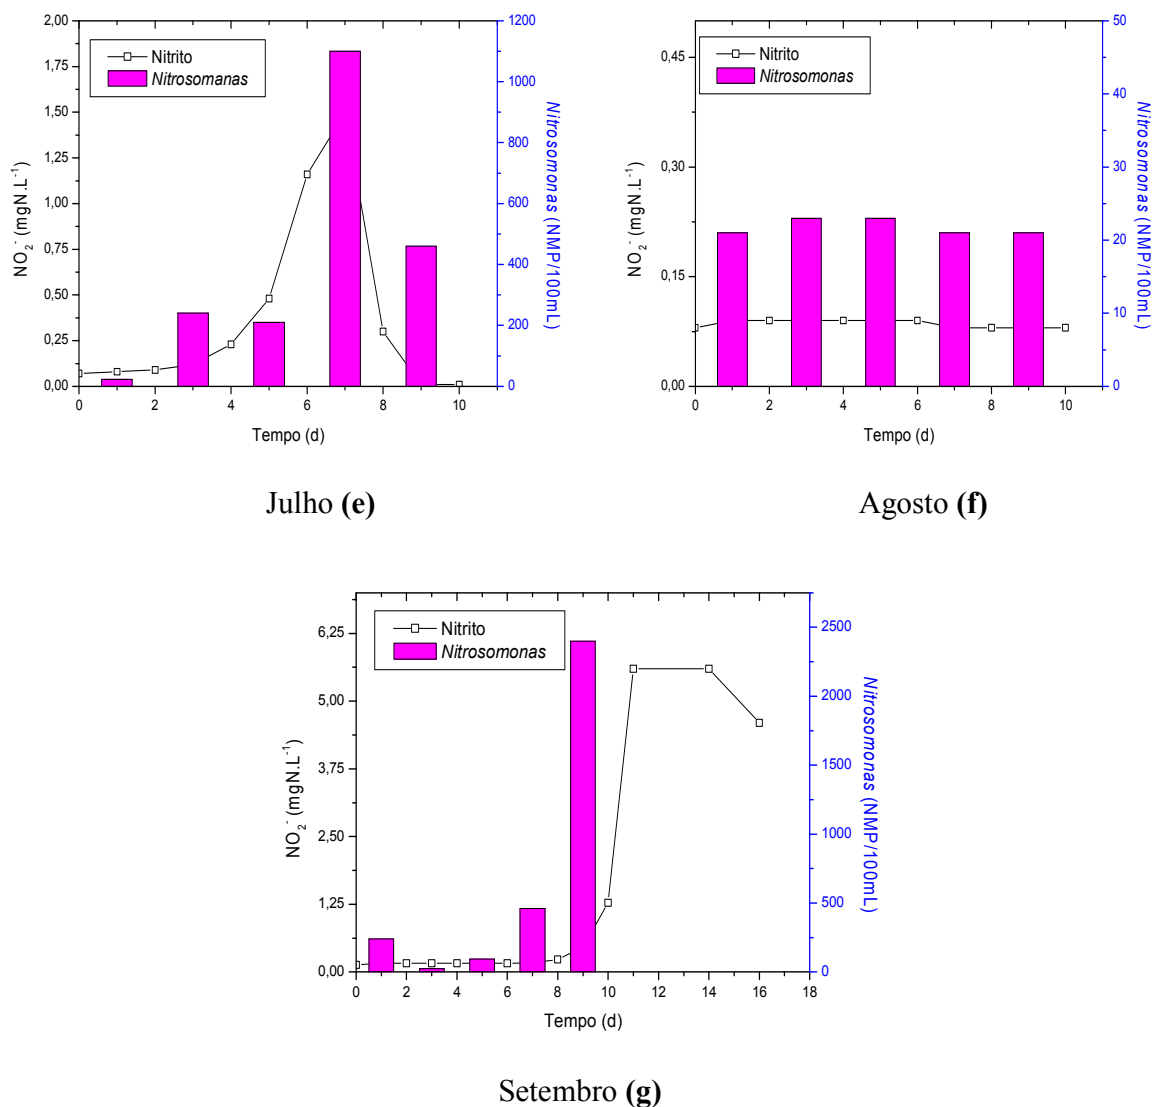 2,00
1,75
1,50
1,25
1,00
0,75
0,50
0,25
0,00
NO₂⁻ (mgN.L⁻¹)
Nitrito
Nitrosomanas
1200
1000
800
600
400
200
0
Nitrosomonas (NMP/100mL)
0 2 4 6 8 10
Tempo (d)
Julho (e)
0,45
0,30
0,15
0,00
NO₂⁻ (mgN.L⁻¹)
Nitrito
Nitrosomonas
50
40
30
20
10
0
Nitrosomonas (NMP/100mL)
0 2 4 6 8 10
Tempo (d)
Agosto (f)
6,25
5,00
3,75
2,50
1,25
0,00
NO₂⁻ (mgN.L⁻¹)
Nitrito
Nitrosomonas
2500
2000
1500
1000
500
0
Nitrosomonas (NMP/100mL)
0 2 4 6 8 10 12 14 16 18
Tempo (d)
Setembro (g)